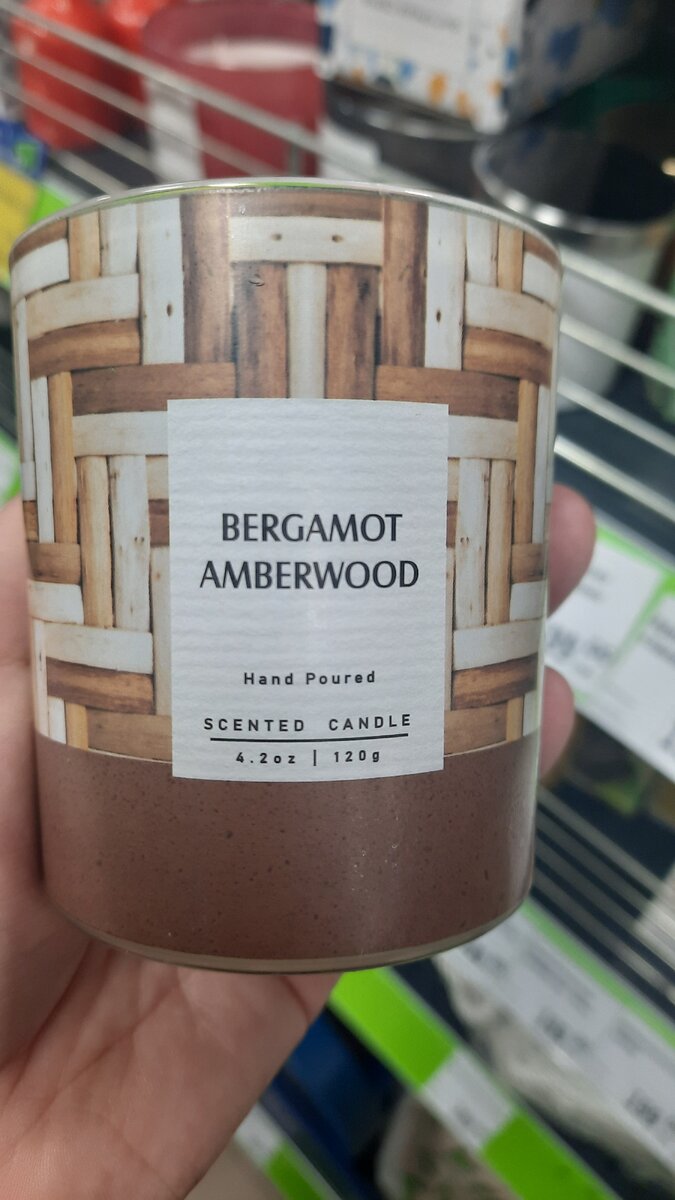 BERGAMOT
AMBERWOOD
Hand Poured
SCENTED CANDLE
4.2oz | 120g